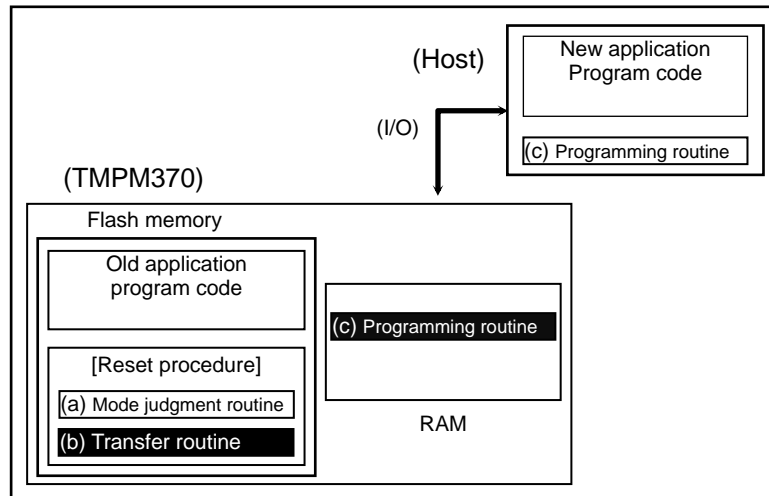 (Host)
New application
Program code
(I/O)
(c) Programming routine
(TMPM370)
Flash memory
Old application
program code
(c) Programming routine
[Reset procedure]
(a) Mode judgment routine
RAM
(b) Transfer routine